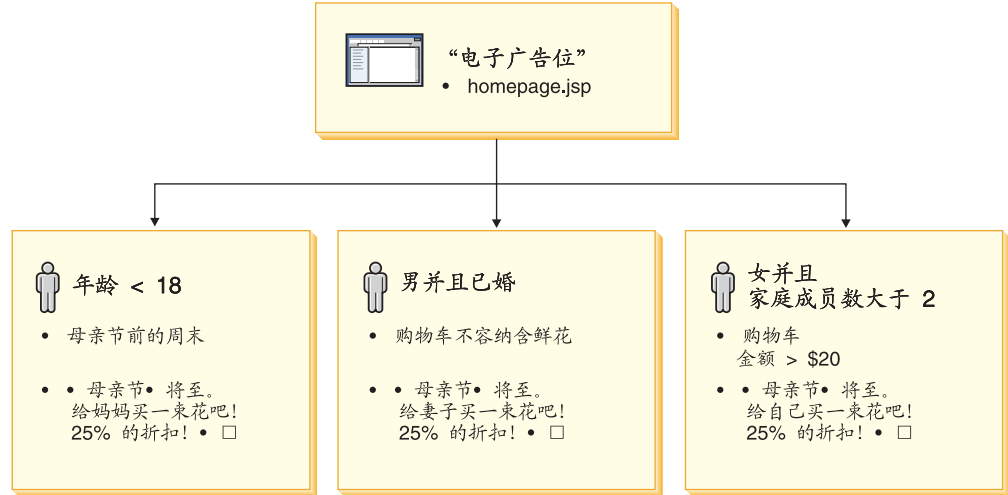 “电子广告位”
• homepage.jsp
年龄 < 18
• 母亲节前的周末
• • 母亲节• 将至。
给妈妈买一束花吧!
25% 的折扣! • □
男并且已婚
• 购物车不容纳含鲜花
• • 母亲节• 将至。
给妻子买一束花吧!
25% 的折扣! • □
女并且
家庭成员数大于 2
• 购物车
金额 > $20
• • 母亲节• 将至。
给自己买一束花吧!
25% 的折扣! • □